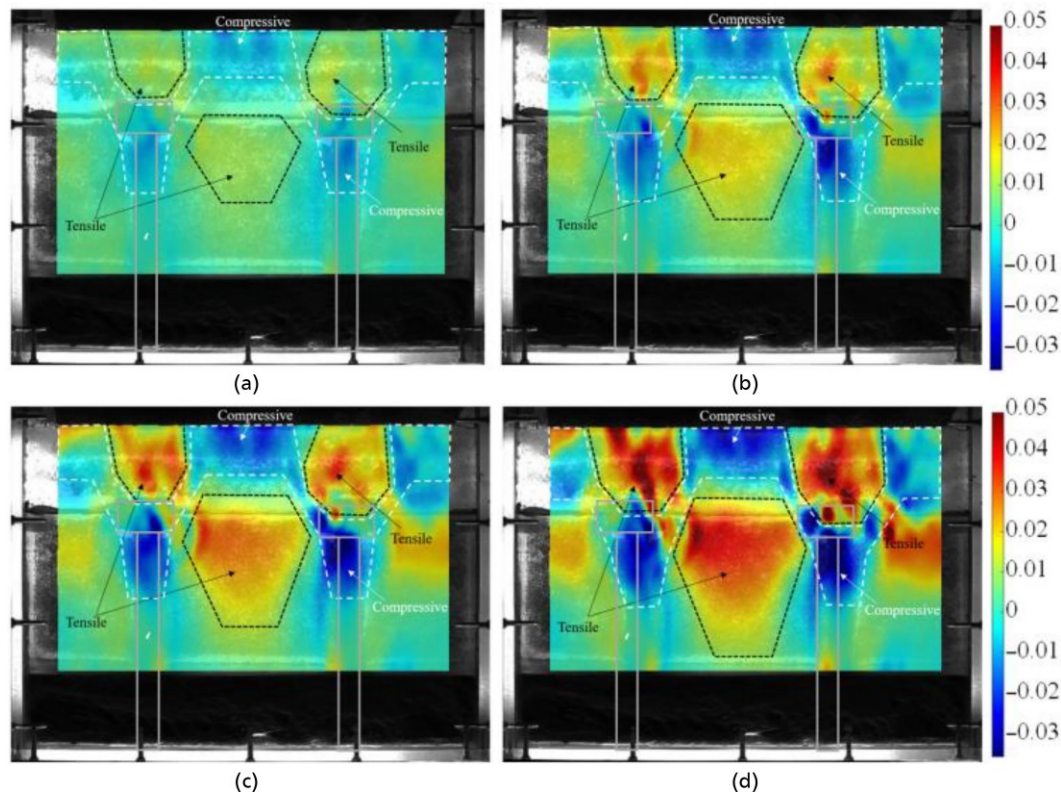 Compressive
Tensile
Tensile
Compressive
(a)
Compressive
Tensile
Tensile
Compressive
(b)
0.05
0.04
0.03
0.02
0.01
0
−0.01
−0.02
−0.03
Compressive
Tensile
Tensile
Compressive
(c)
Compressive
Tensile
Tensile
Compressive
(d)
0.05
0.04
0.03
0.02
0.01
0
−0.01
−0.02
−0.03